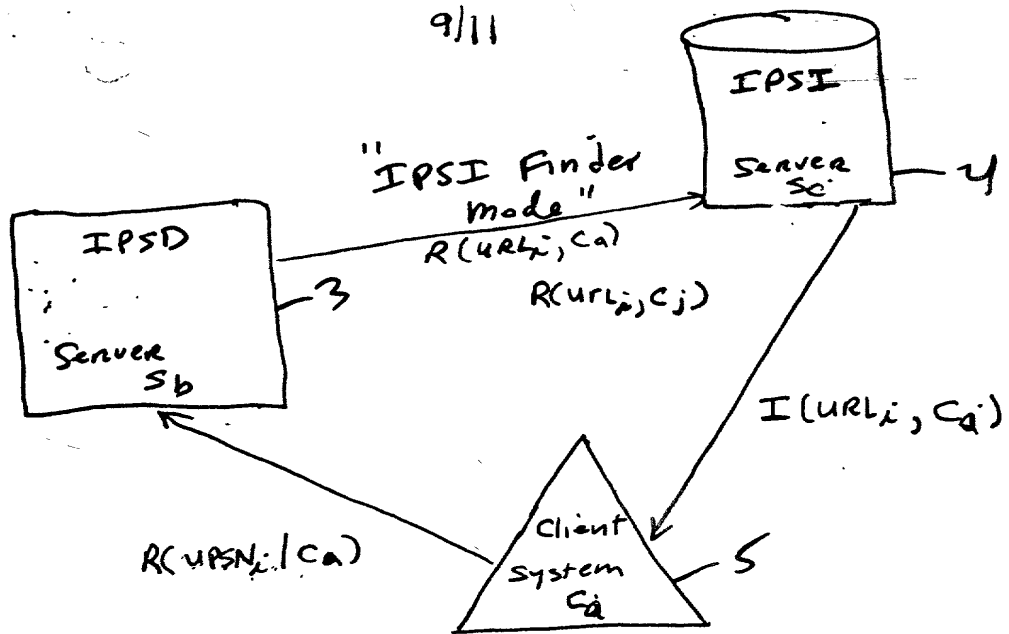 9/11
IPSI
Server
Sc
4
"IPSI Finder
mode"
R(URLi, Ca)
R(URLi, Cj)
IPSD
3
Server
Sb
I(URLi, Ca)
Client
System
Ca
5
R(UPSNi/Ca)